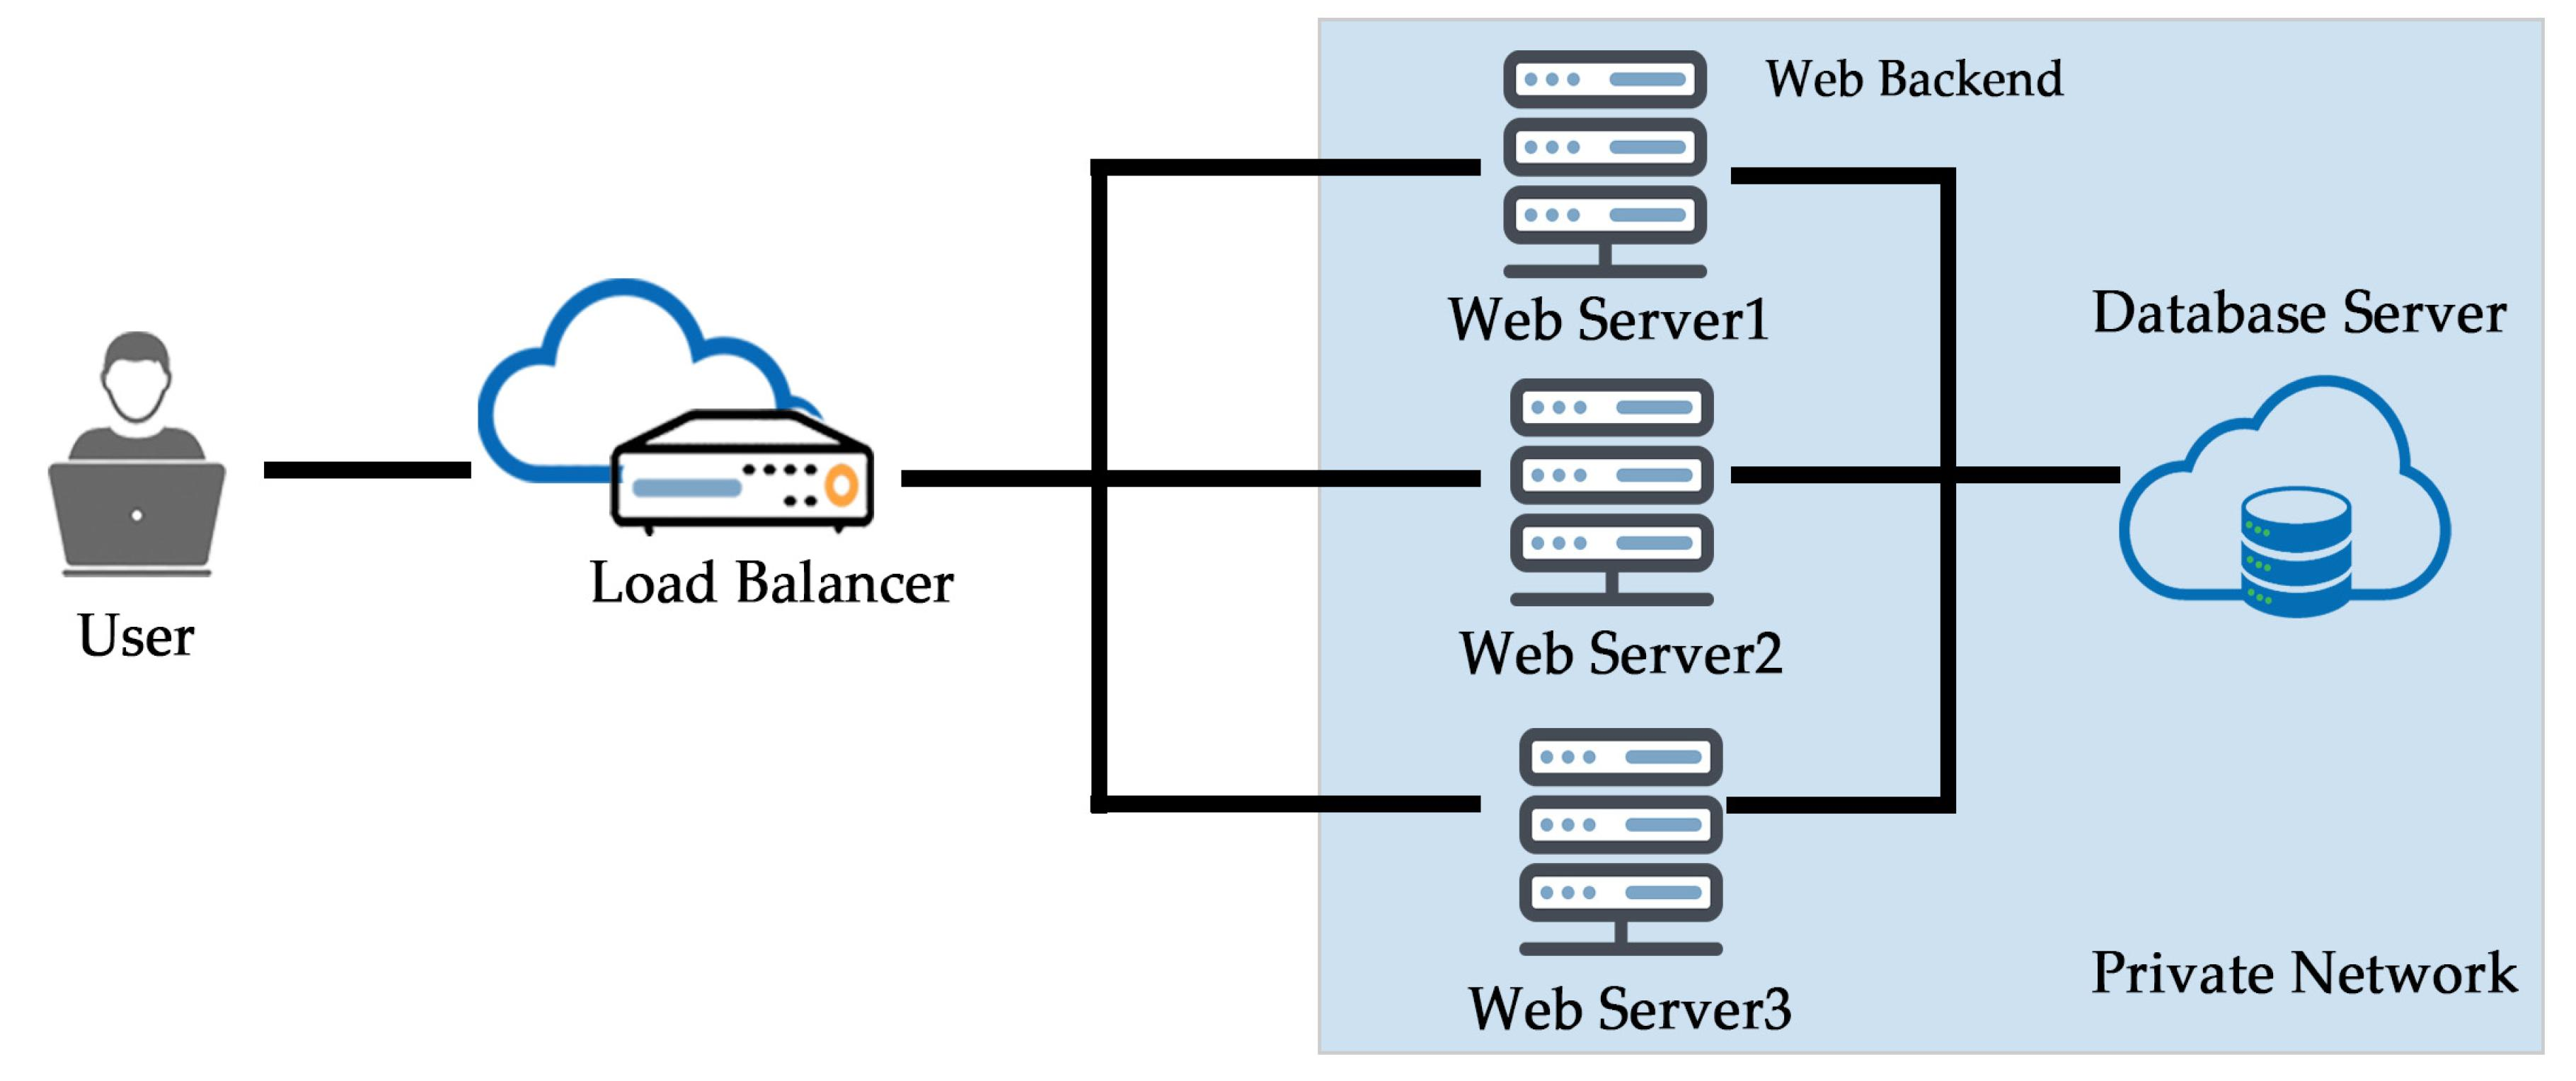 Web Backend
Web Server1
Database Server
User
Load Balancer
Web Server2
Web Server3
Private Network